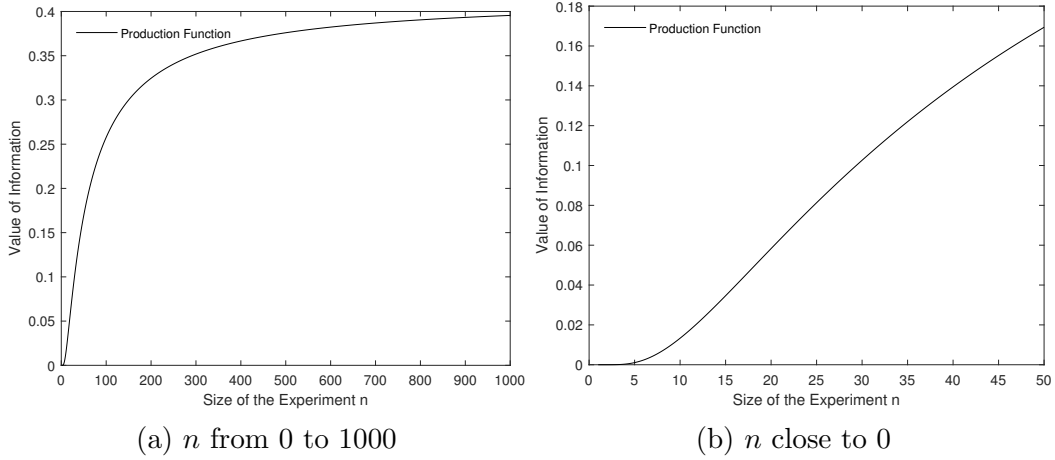 Production Function
Value of Information
0.4
0.35
0.3
0.25
0.2
0.15
0.1
0.05
0
0 100 200 300 400 500 600 700 800 900 1000
Size of the Experiment n
(a) n from 0 to 1000
Production Function
Value of Information
0.18
0.16
0.14
0.12
0.1
0.08
0.06
0.04
0.02
0
0 5 10 15 20 25 30 35 40 45 50
Size of the Experiment n
(b) n close to 0